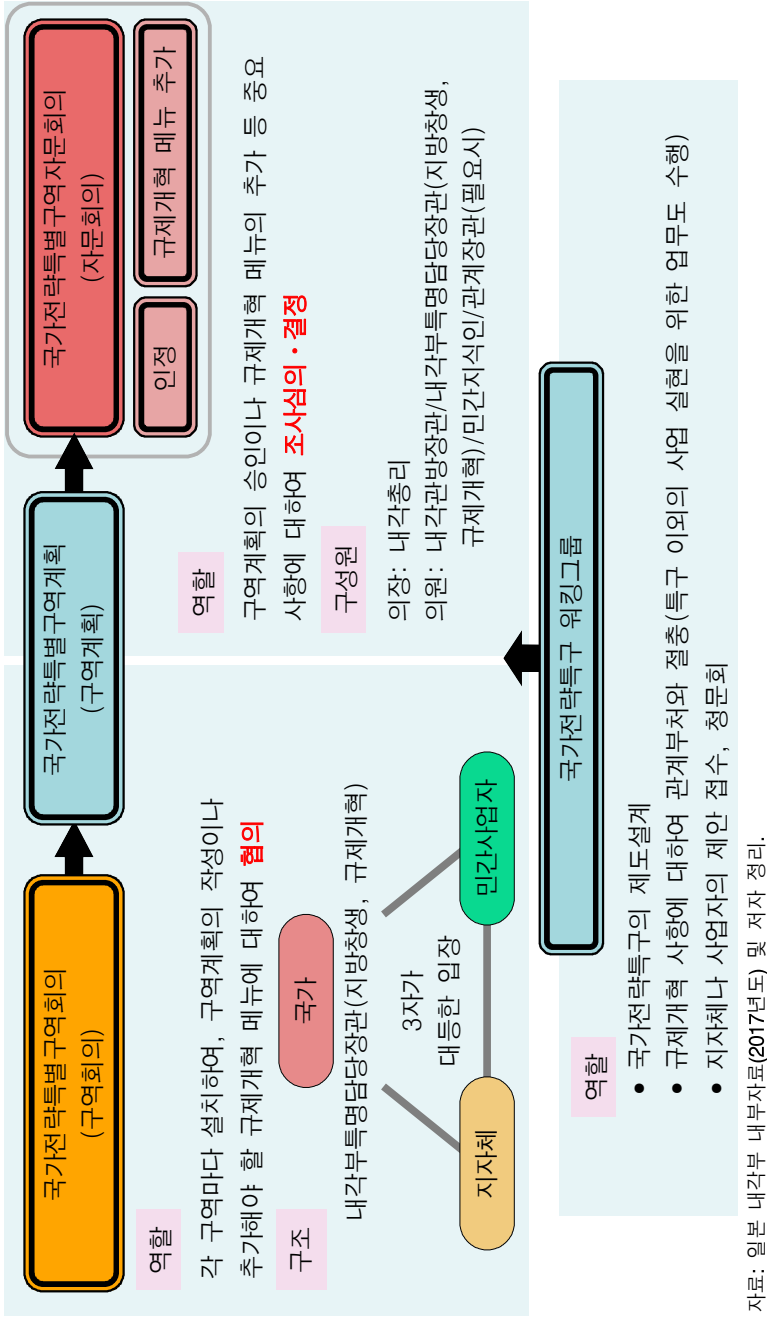 국가전략특별구역회의
(구역회의)
국가전략특별구역계획
(구역계획)
국가전략특별구역자문회의
(자문회의)
인정
규제개혁 메뉴 추가
역할
각 구역마다 설치하여, 구역계획의 작성이나
추가해야 할 규제개혁 메뉴에 대하여 협의
구조
국가
내각부특명담당장관(지방창생, 규제개혁)
3자가
대등한 입장
지자체
민간사업자
역할
구역계획의 승인이나 규제개혁 메뉴의 추가 등 중요
사항에 대하여 조사심의・결정
구성원
의장: 내각총리
의원: 내각관방장관/내각부특명담당장관(지방창생,
규제개혁)/민간지식인/관계장관(필요시)
국가전략특구 워킹그룹
역할
• 국가전략특구의 제도설계
• 규제개혁 사항에 대하여 관계부처와 절충(특구 이외의 사업 실현을 위한 업무도 수행)
• 지자체나 사업자의 제안 접수, 청문회
자료: 일본 내각부 내부자료(2017년도) 및 저자 정리.